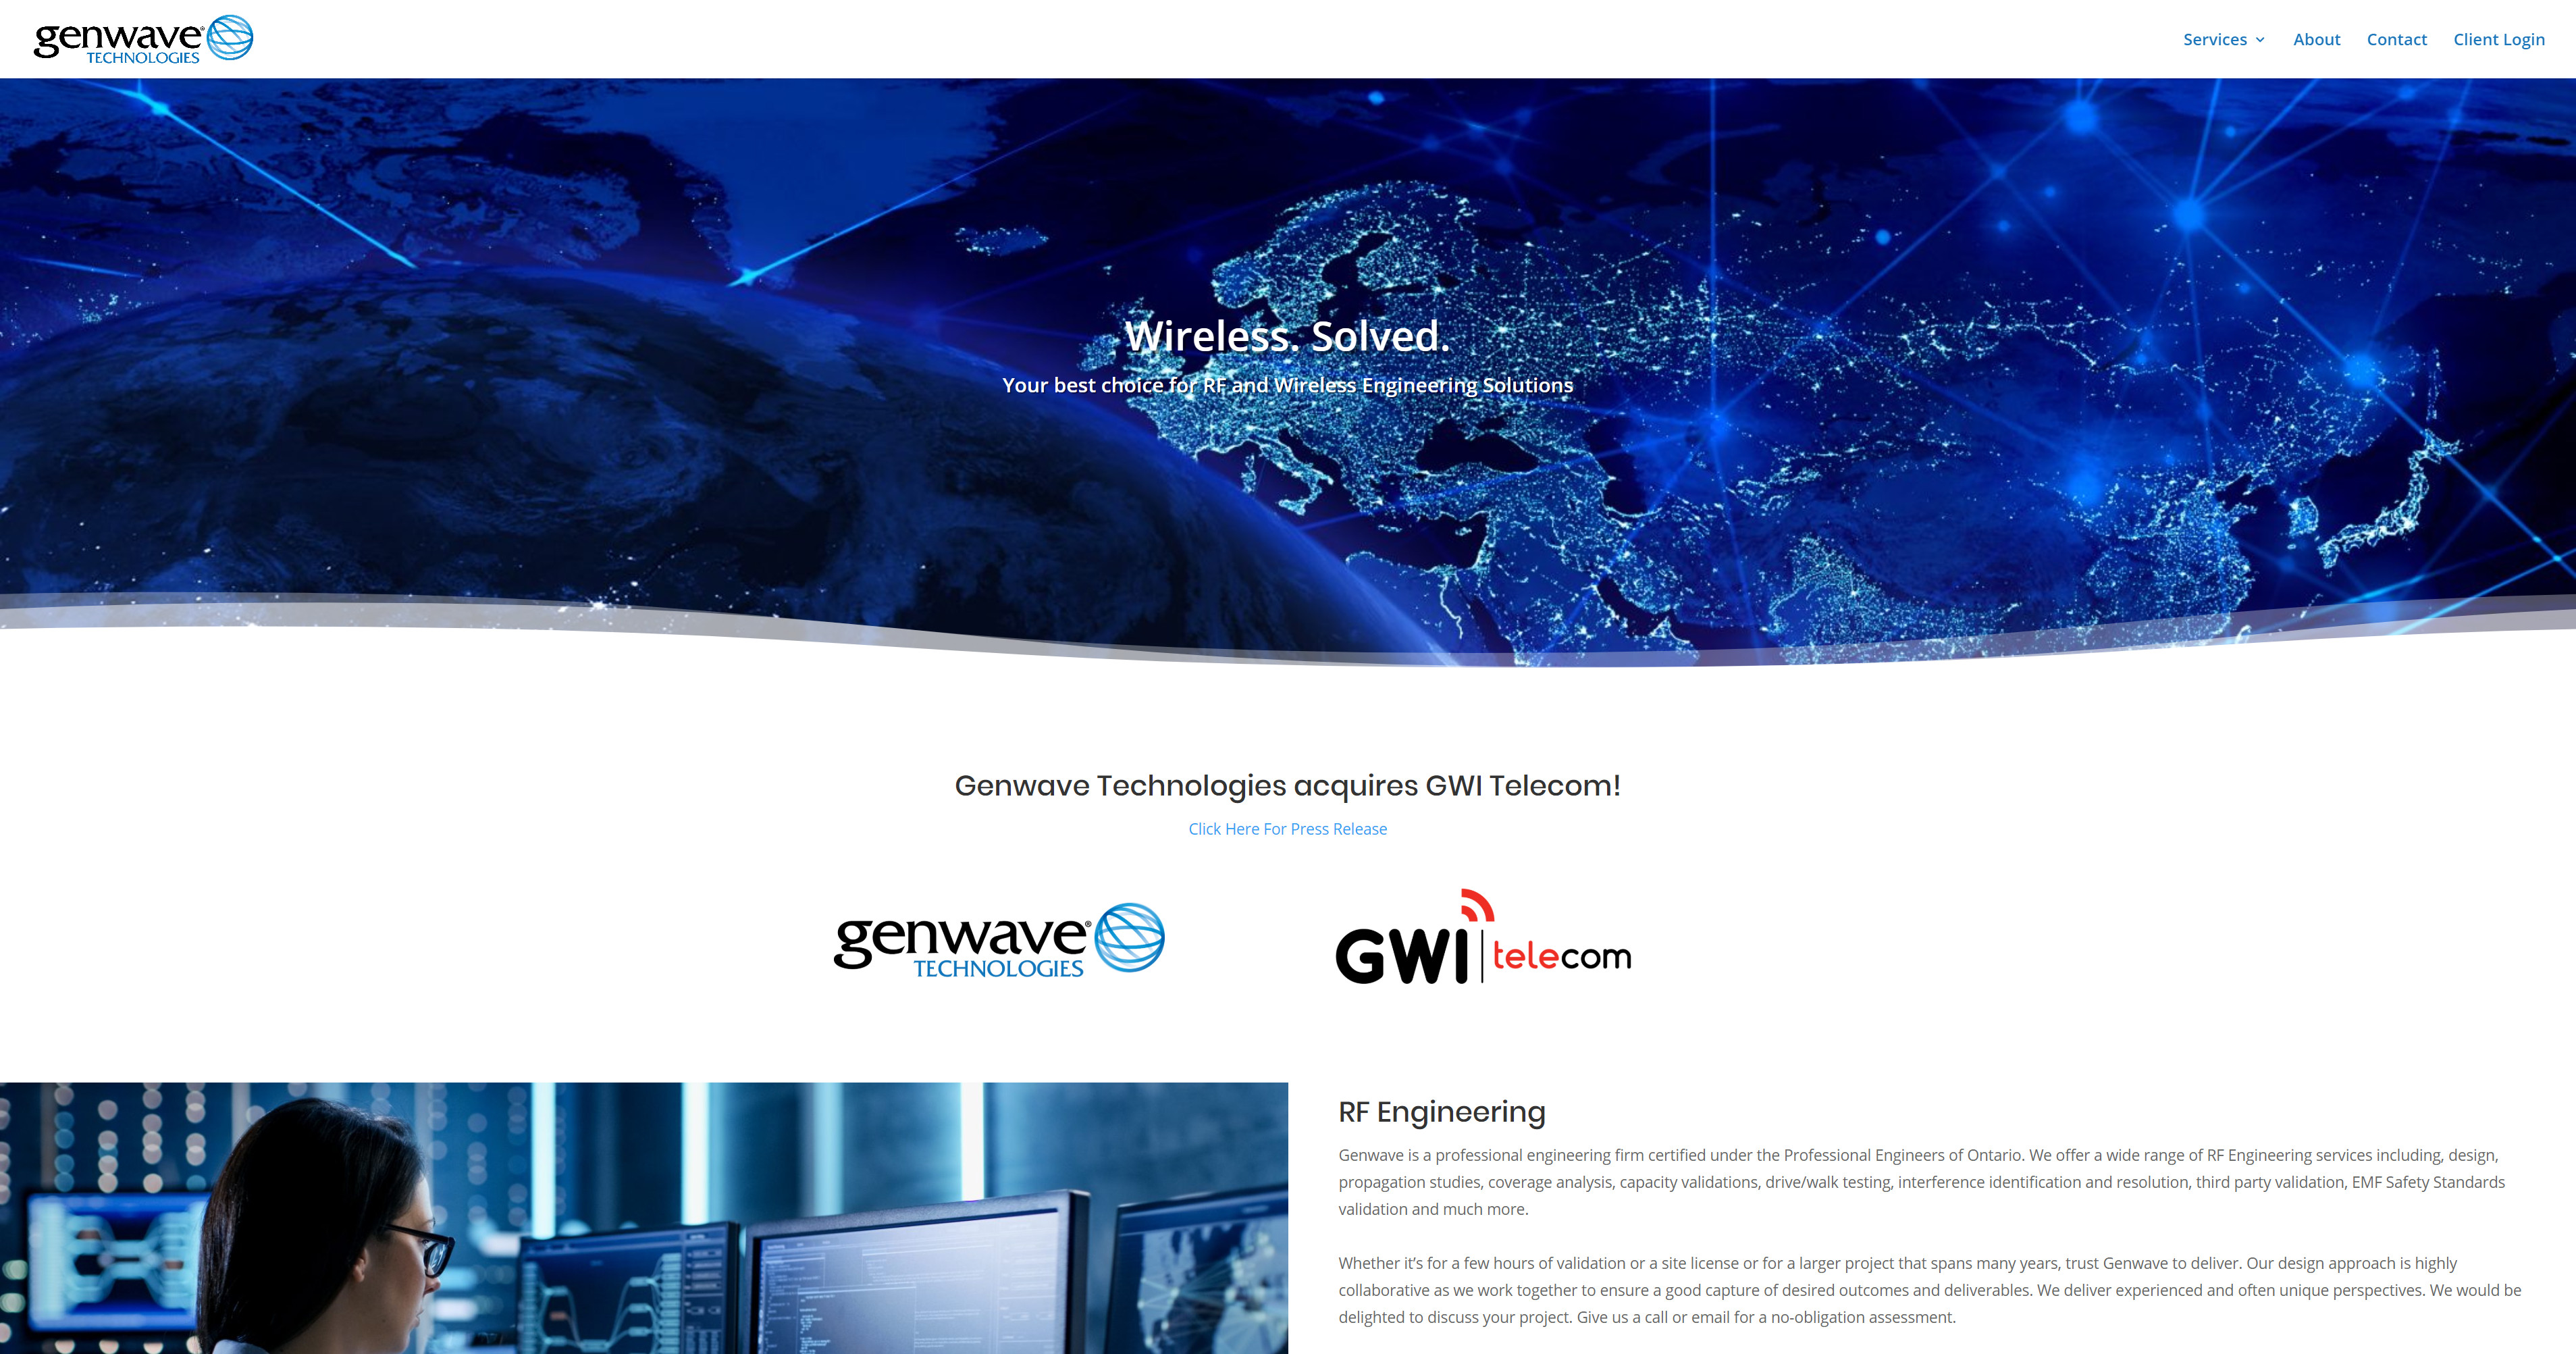 genwave®
TECHNOLOGIES
Services
About
Contact
Client Login
Wireless. Solved.
Your best choice for RF and Wireless Engineering Solutions
Genwave Technologies acquires GWI Telecom!
Click Here For Press Release
genwave®
TECHNOLOGIES
GWI telecom
RF Engineering
Genwave is a professional engineering firm certified under the Professional Engineers of Ontario. We offer a wide range of RF Engineering services including, design,
propagation studies, coverage analysis, capacity validations, drive/walk testing, interference identification and resolution, third party validation, EMF Safety Standards
validation and much more.
Whether it’s for a few hours of validation or a site license or for a larger project that spans many years, trust Genwave to deliver. Our design approach is highly
collaborative as we work together to ensure a good capture of desired outcomes and deliverables. We deliver experienced and often unique perspectives. We would be
delighted to discuss your project. Give us a call or email for a no-obligation assessment.